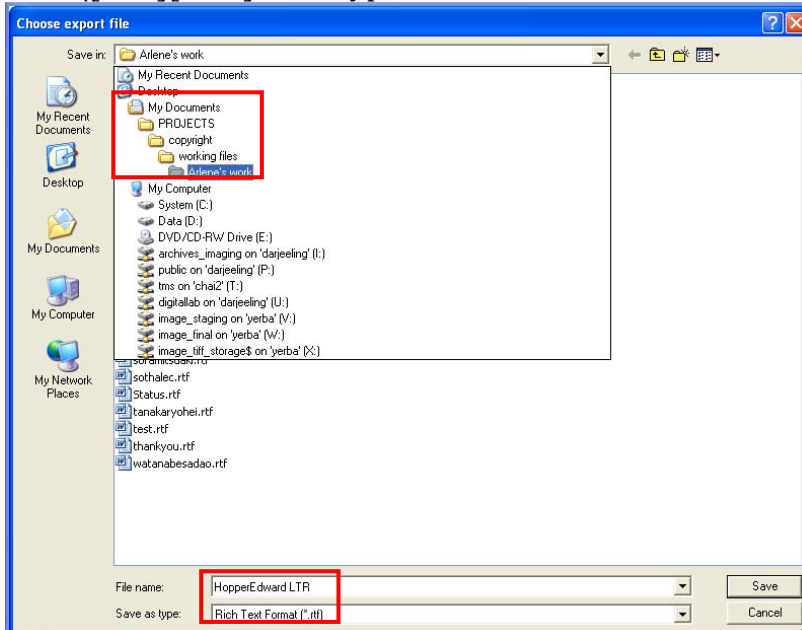 Choose export file
Save in:
Arlene's work
My Recent Documents
Desktop
My Documents
PROJECTS
copyright
working files
Arlene's work
My Computer
System (C:)
Data (D:)
DVD/CD-RW Drive (E:)
archives_imaging on 'darjeeling' (I:)
public on 'darjeeling' (P:)
tms on 'chai2' (T:)
digitallab on 'darjeeling' (U:)
image_staging on 'yerba' (V:)
image_final on 'yerba' (W:)
image_tiff_storage$ on 'yerba' (X:)
My Recent
Documents
Desktop
My Documents
My Computer
My Network
Places
sothalec.rtf
Status.rtf
tanakaryohei.rtf
test.rtf
thankyou.rtf
watanabesadao.rtf
File name:
HopperEdward LTR
Save
Save as type:
Rich Text Format (*.rtf)
Cancel